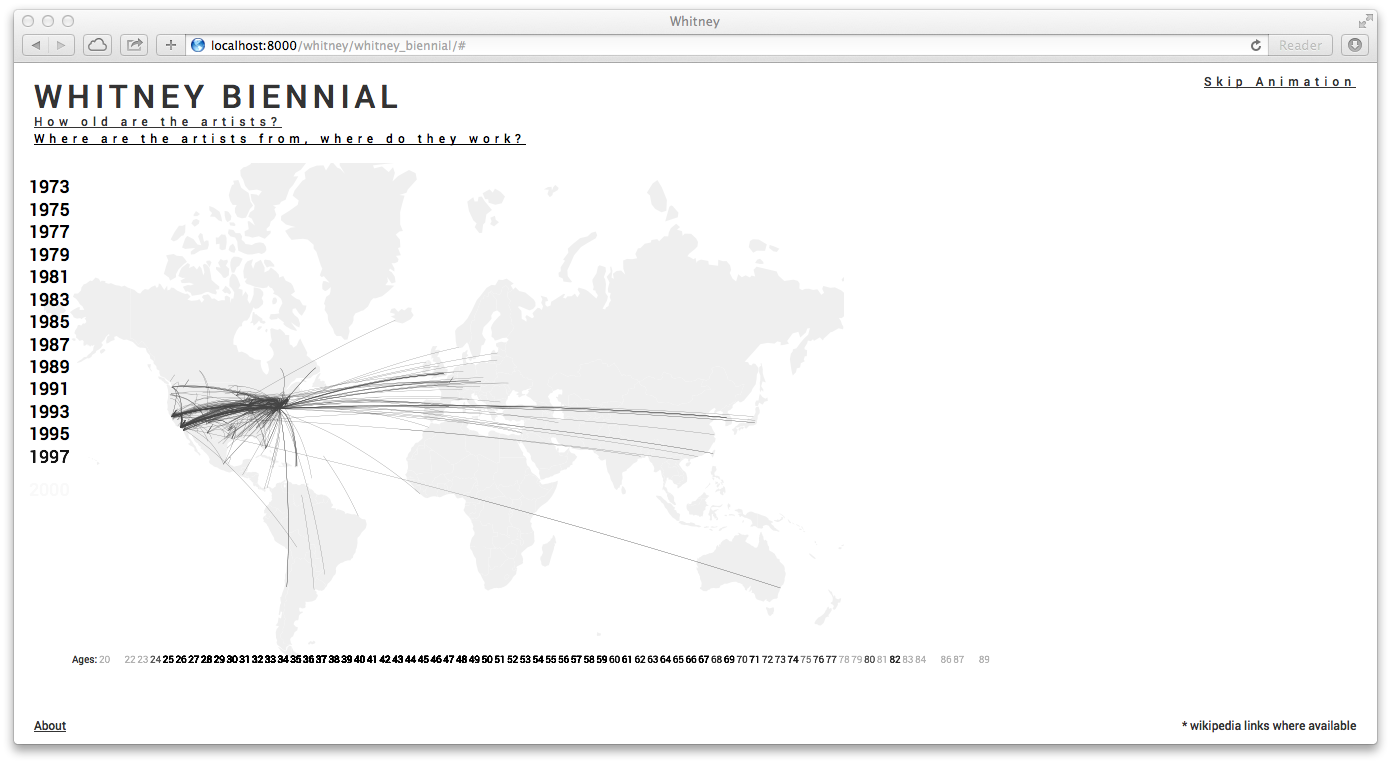 Whitney
localhost:8000/whitney/whitney_biennial/#
Reader
Skip Animation
WHITNEY BIENNIAL
How old are the artists?
Where are the artists from, where do they work?
1973
1975
1977
1979
1981
1983
1985
1987
1989
1991
1993
1995
1997
2000
Ages: 20 22 23 24 25 26 27 28 29 30 31 32 33 34 35 36 37 38 39 40 41 42 43 44 45 46 47 48 49 50 51 52 53 54 55 56 57 58 59 60 61 62 63 64 65 66 67 68 69 70 71 72 73 74 75 76 77 78 79 80 81 82 83 84 86 87 89
About
* wikipedia links where available